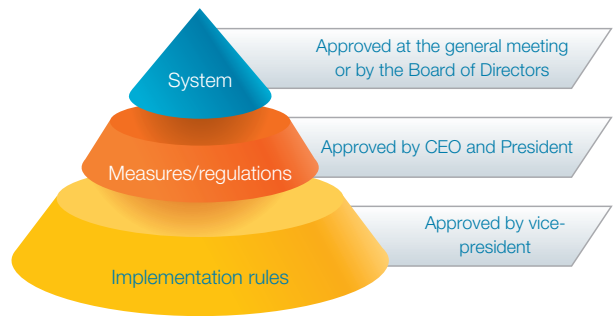 System
Approved at the general meeting
or by the Board of Directors
Measures/regulations
Approved by CEO and President
Implementation rules
Approved by vice-
president